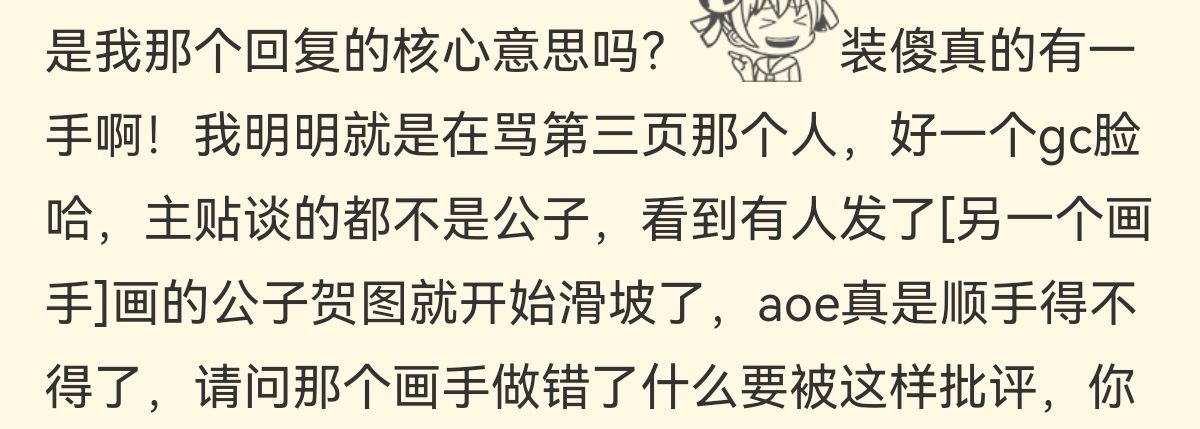 是我那个回复的核心意思吗？ 装傻真的有一
手啊！我明明就是在骂第三页那个人，好一个gc脸
哈，主贴谈的都不是公子，看到有人发了[另一个画
手]画的公子贺图就开始滑坡了，aoe真是顺手得不
得了，请问那个画手做错了什么要被这样批评，你